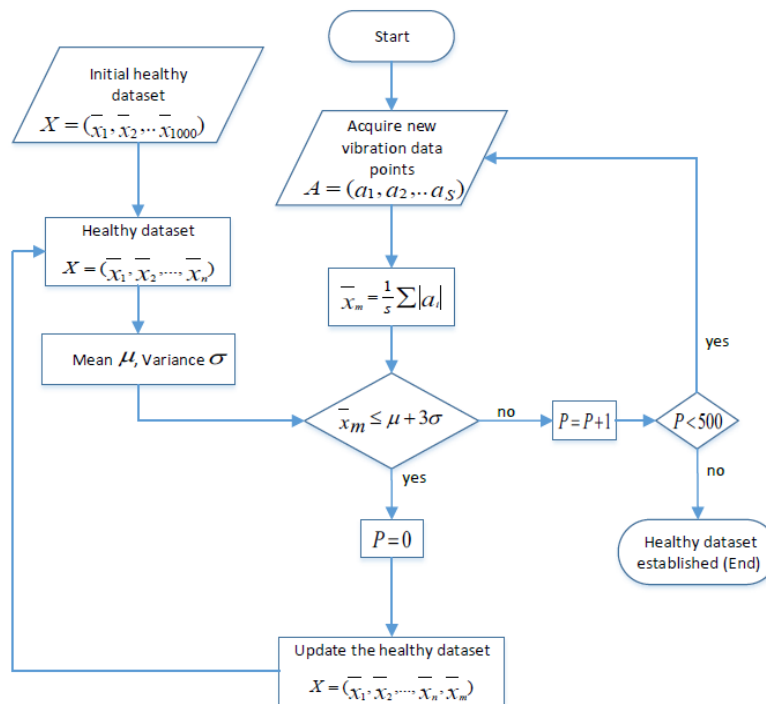 Start
Initial healthy
dataset
X = (x̄₁, x̄₂, .. x̄₁₀₀₀)
Acquire new
vibration data
points
A = (a₁, a₂, .. a_S)
Healthy dataset
X = (x̄₁, x̄₂, ..., x̄ₙ)
x̄ₘ = 1/s ∑|aᵢ|
Mean μ, Variance σ
yes
x̄m ≤ μ + 3σ
no
P = P+1
P < 500
yes
no
P = 0
Healthy dataset
established (End)
Update the healthy dataset
X = (x̄₁, x̄₂, ..., x̄ₙ, x̄ₘ)